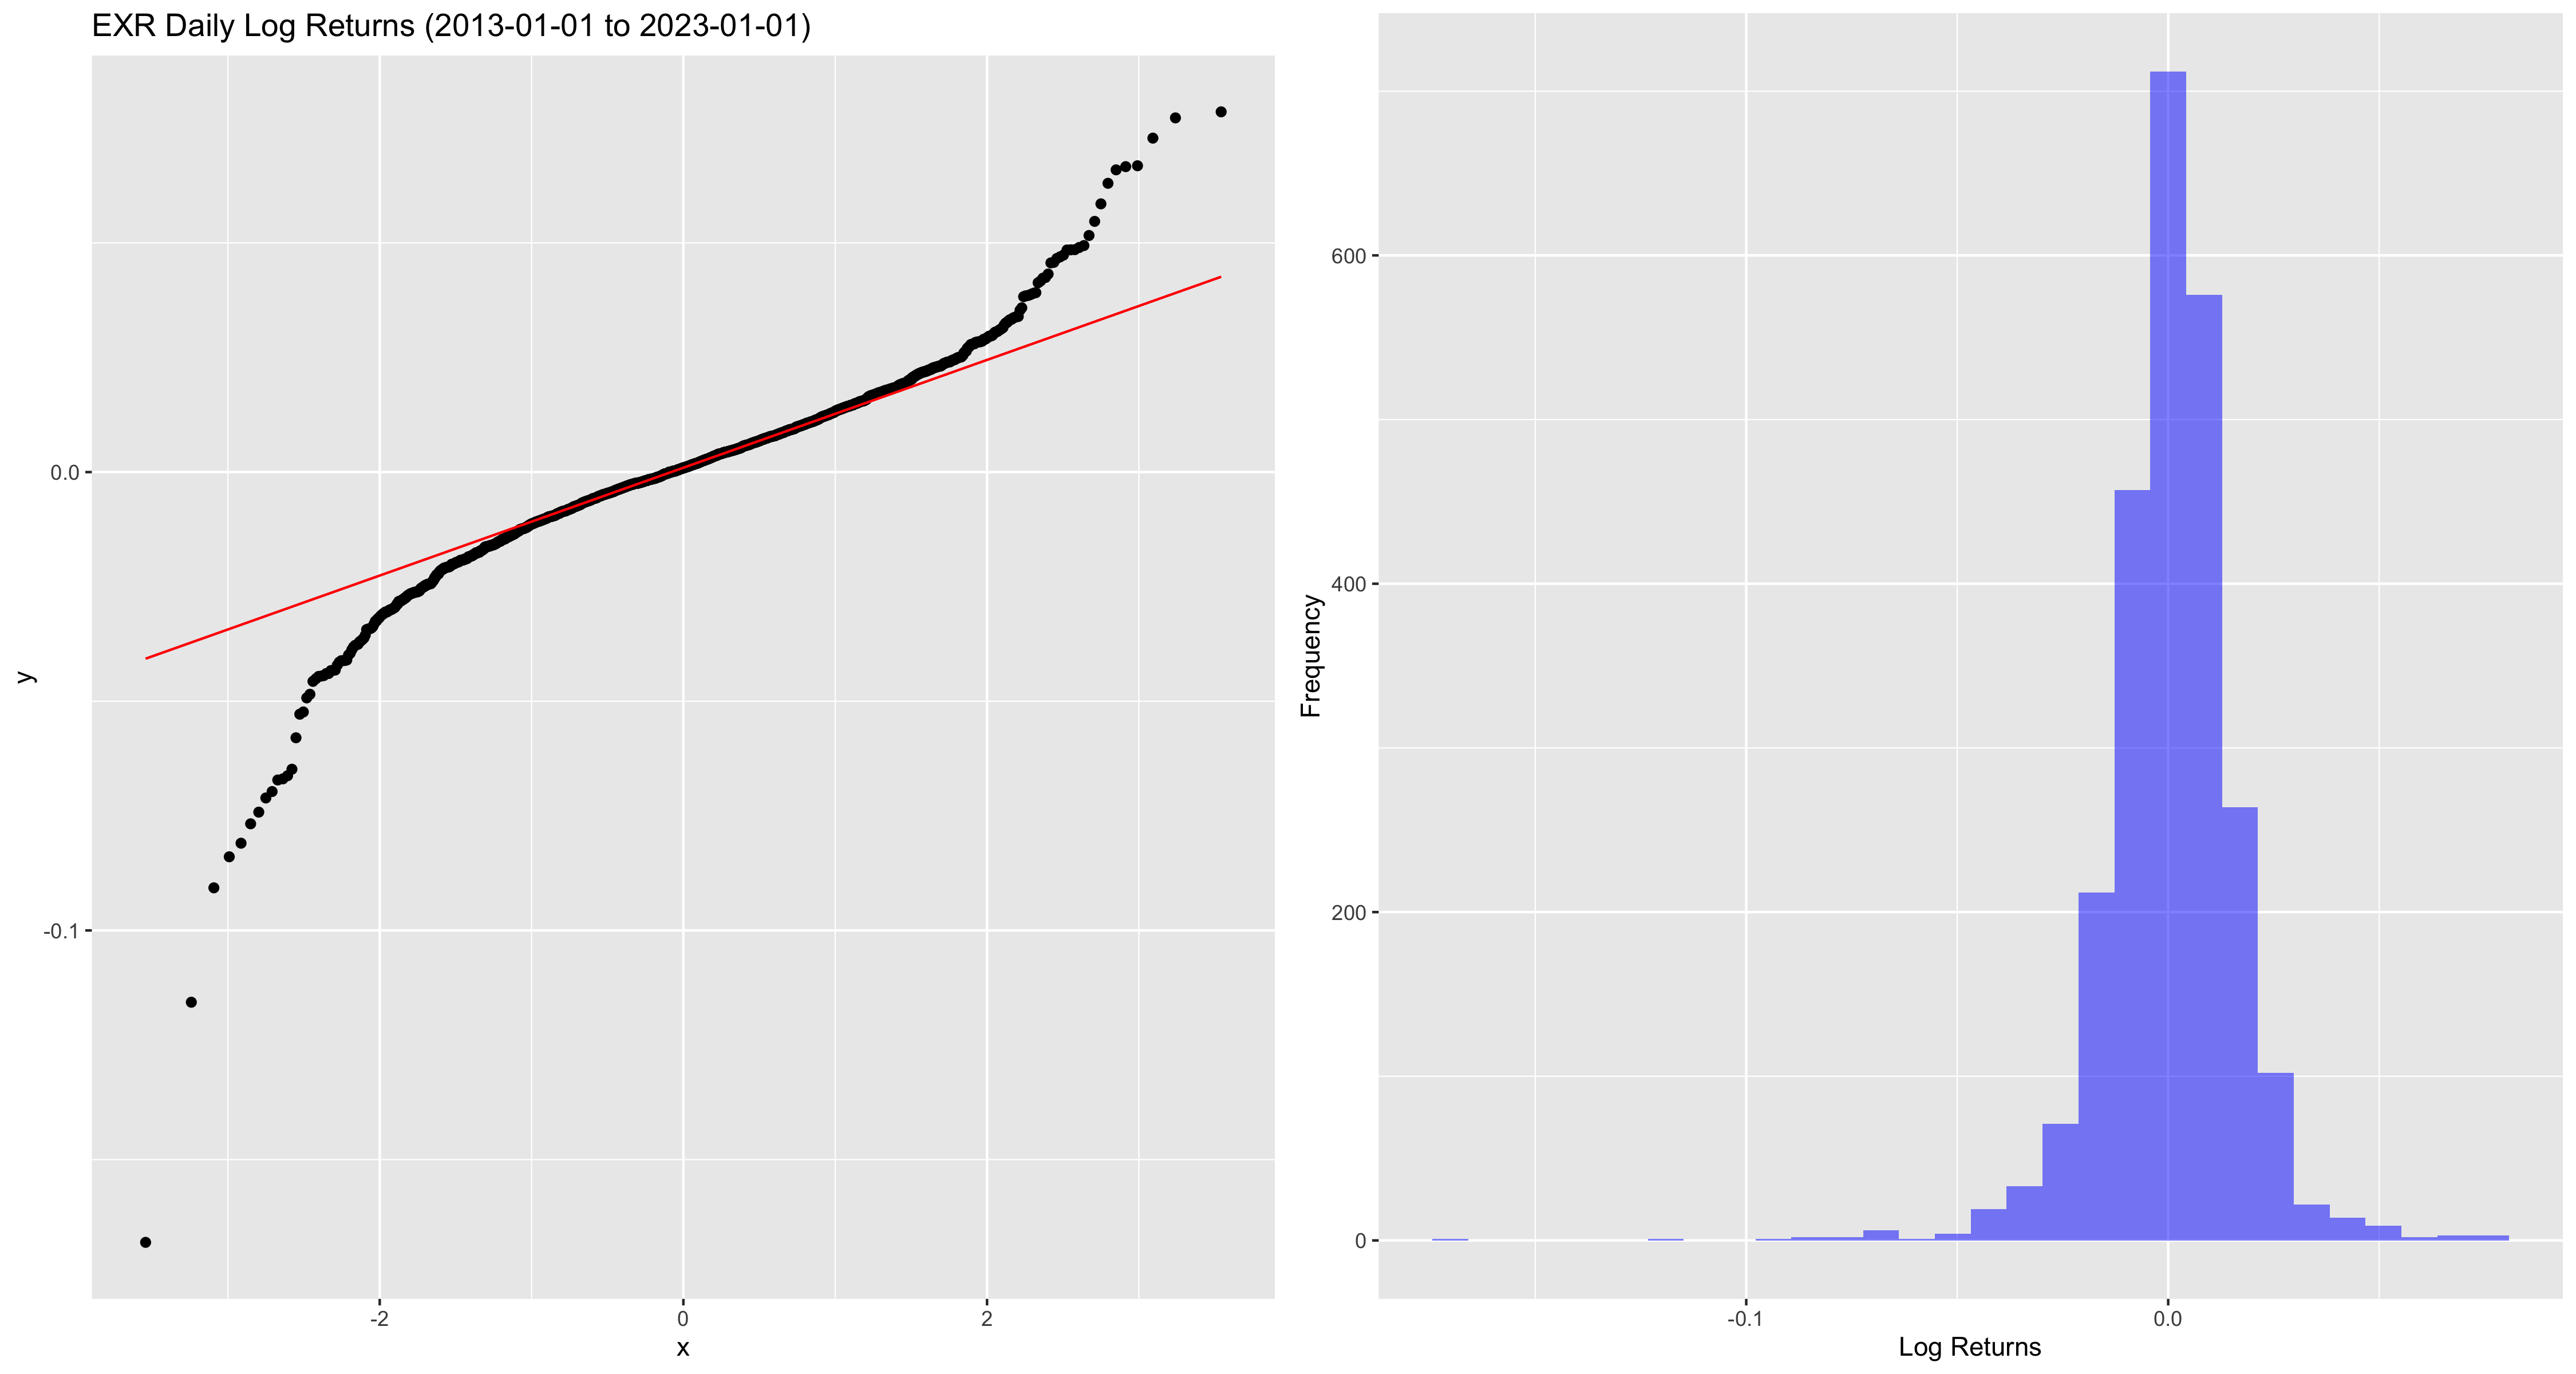 EXR Daily Log Returns (2013-01-01 to 2023-01-01)
y
0.0
-0.1
-2
0
2
x
Frequency
600
400
200
0
-0.1
0.0
Log Returns